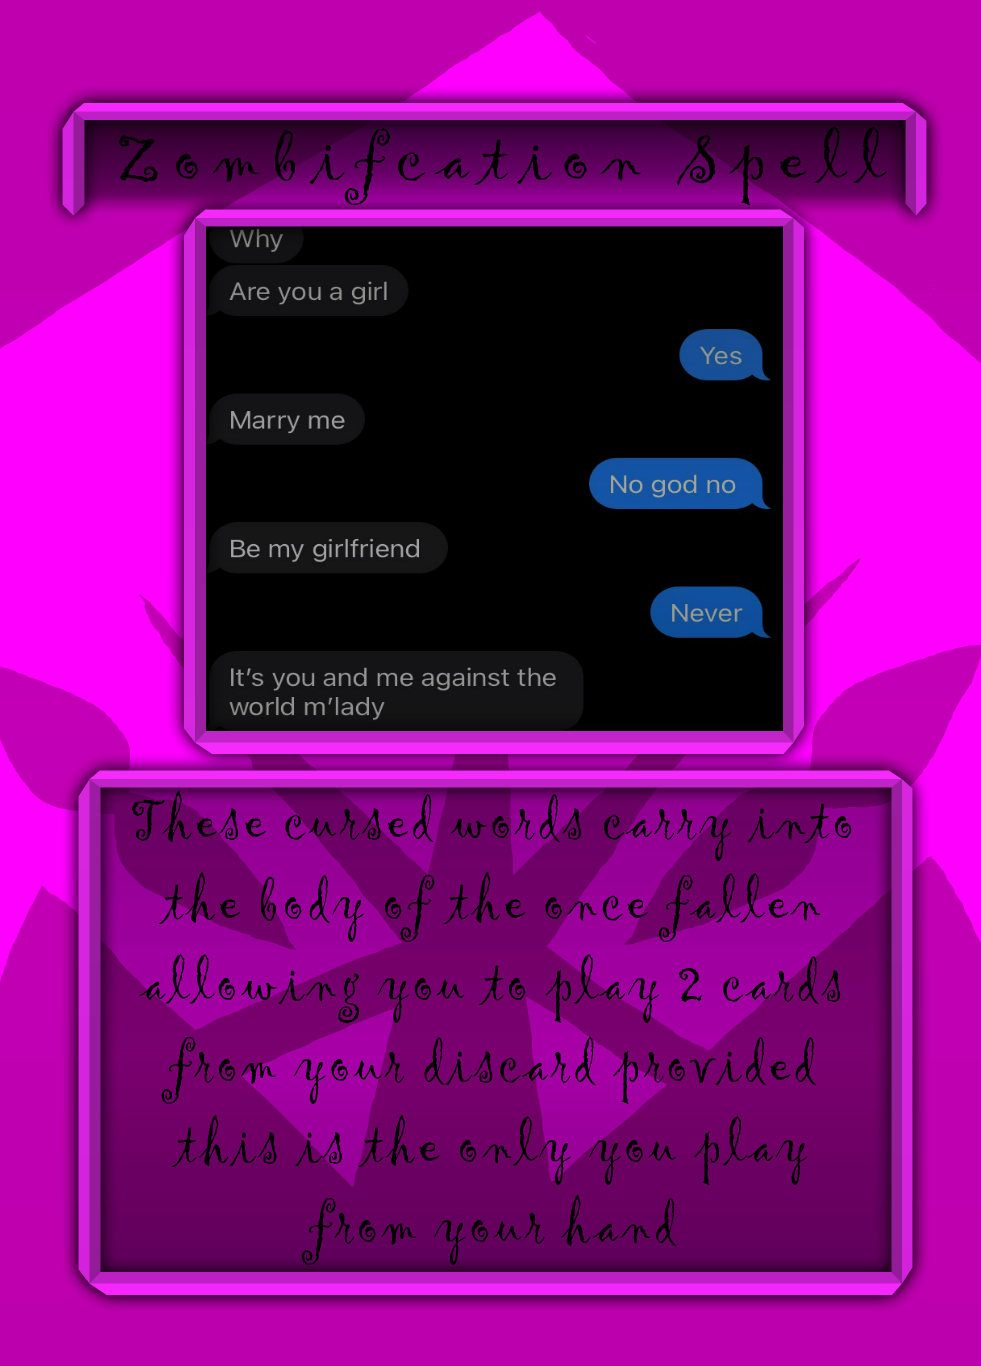 Zombifcation Spell
Why
Are you a girl
Yes
Marry me
No god no
Be my girlfriend
Never
It's you and me against the
world m'lady
These cursed words carry into
the body of the once fallen
allowing you to play 2 cards
from your discard provided
this is the only you play
from your hand